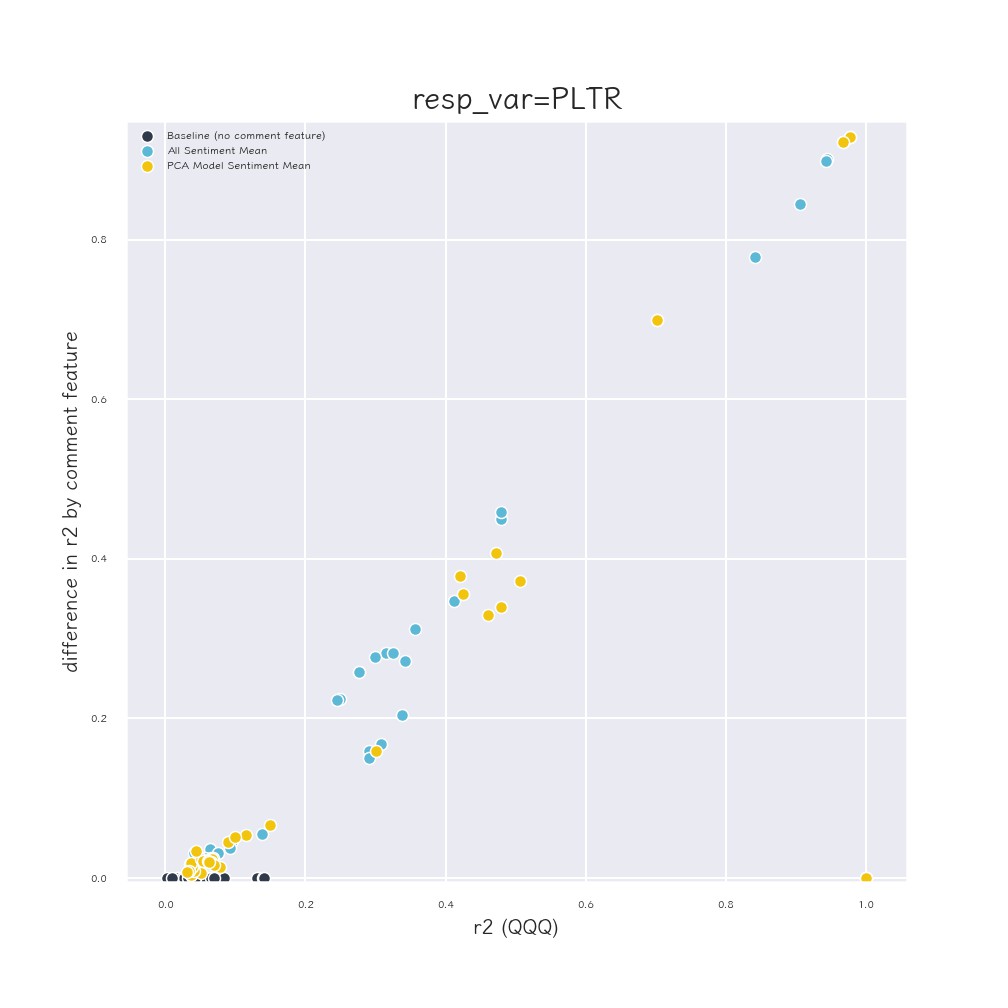 resp_var=PLTR
Baseline (no comment feature)
All Sentiment Mean
PCA Model Sentiment Mean
difference in r2 by comment feature
0.8
0.6
0.4
0.2
0.0
0.0 0.2 0.4 0.6 0.8 1.0
r2 (QQQ)